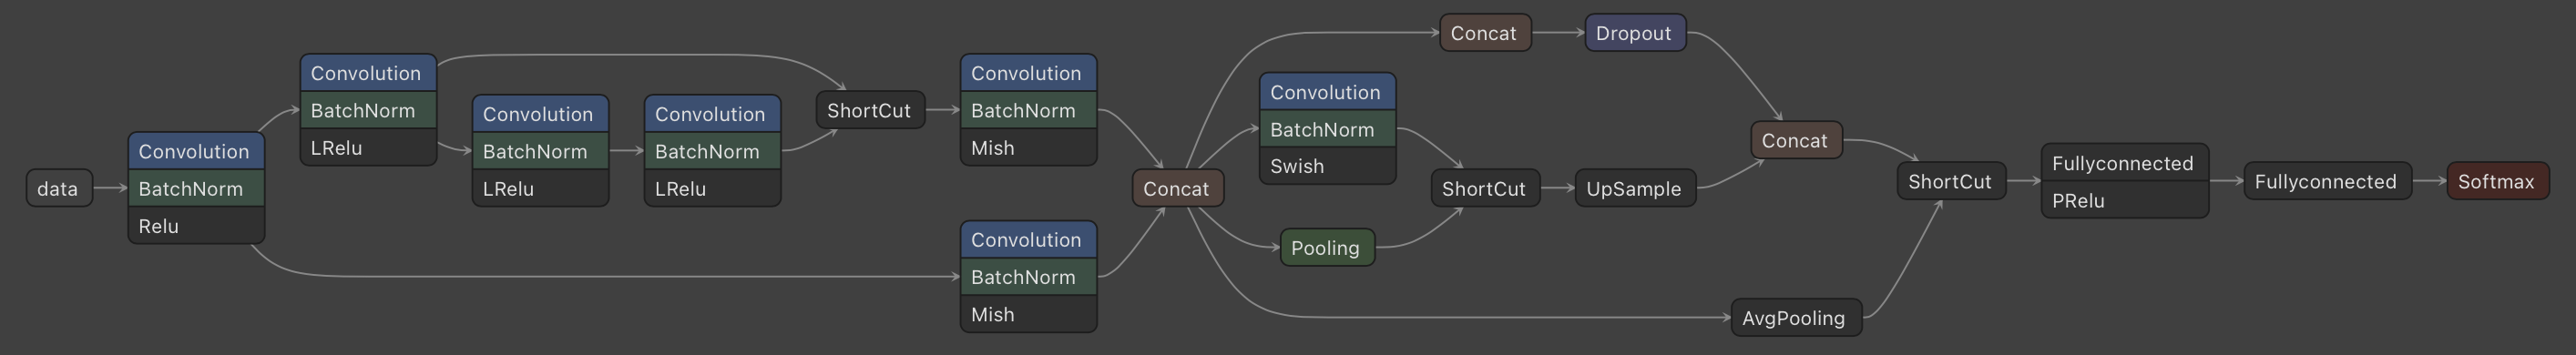 data
Convolution
BatchNorm
Relu
Convolution
BatchNorm
LRelu
Convolution
BatchNorm
LRelu
Convolution
BatchNorm
LRelu
ShortCut
Convolution
BatchNorm
Mish
Convolution
BatchNorm
Mish
Concat
Concat
Dropout
Convolution
BatchNorm
Swish
Pooling
ShortCut
UpSample
Concat
AvgPooling
ShortCut
Fullyconnected
PRelu
Fullyconnected
Softmax